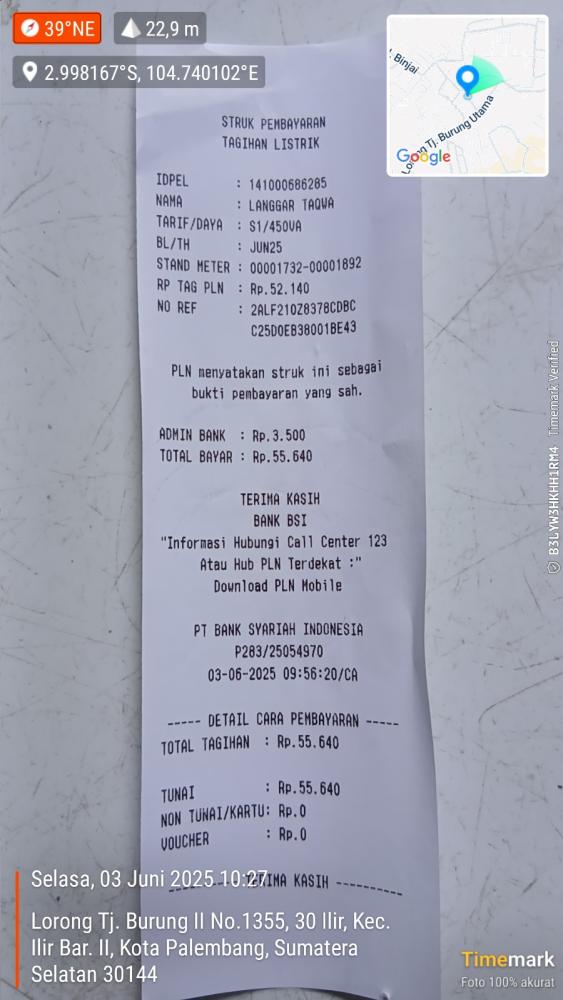 39°NE
22,9 m
2.998167°S, 104.740102°E
. Binjai
Lorong Tj. Burung Utama
Google
STRUK PEMBAYARAN
TAGIHAN LISTRIK
IDPEL : 141000686285
NAMA : LANGGAR TAQWA
TARIF/DAYA : S1/450VA
BL/TH : JUN25
STAND METER : 00001732-00001892
RP TAG PLN : Rp.52.140
NO REF : 2ALF210Z8378CDBC
C25D0EB38001BE43
PLN menyatakan struk ini sebagai
bukti pembayaran yang sah.
ADMIN BANK : Rp.3.500
TOTAL BAYAR : Rp.55.640
TERIMA KASIH
BANK BSI
"Informasi Hubungi Call Center 123
Atau Hub PLN Terdekat :"
Download PLN Mobile
PT BANK SYARIAH INDONESIA
P283/25054970
03-06-2025 09:56:20/CA
----- DETAIL CARA PEMBAYARAN -----
TOTAL TAGIHAN : Rp.55.640
TUNAI : Rp.55.640
NON TUNAI/KARTU: Rp.0
VOUCHER : Rp.0
TERIMA KASIH
Selasa, 03 Juni 2025 10:27
Lorong Tj. Burung II No.1355, 30 Ilir, Kec.
Ilir Bar. II, Kota Palembang, Sumatera
Selatan 30144
B3LYW3HKHH1RM4 Timemark Verified
Timemark
Foto 100% akurat